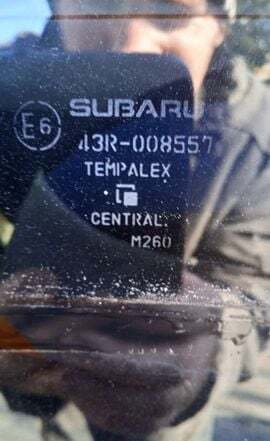 SUBARU
E6
43R-008557
TEMPALEX
CENTRAL
M260